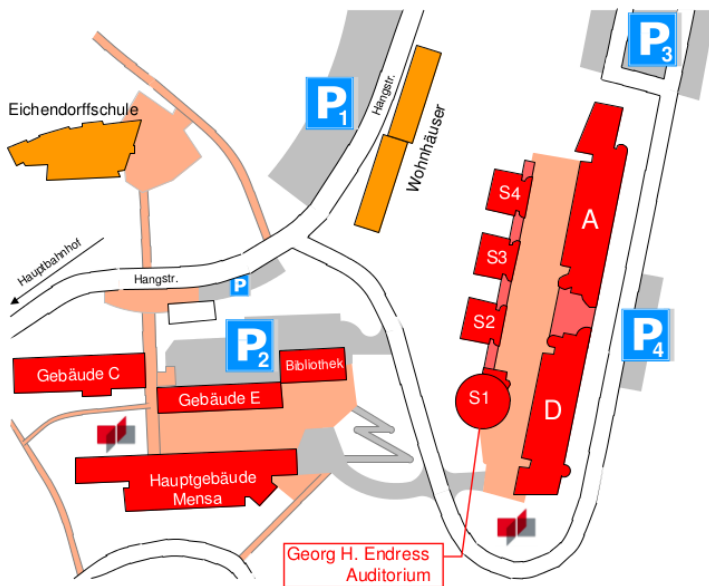 P3
P1
Hangstr.
Eichendorffschule
Wohnhäuser
S4
A
S3
Hauptbahnhof
Hangstr.
P
S2
P2
P4
Bibliothek
Gebäude C
Gebäude E
S1
D
Hauptgebäude
Mensa
Georg H. Endress
Auditorium